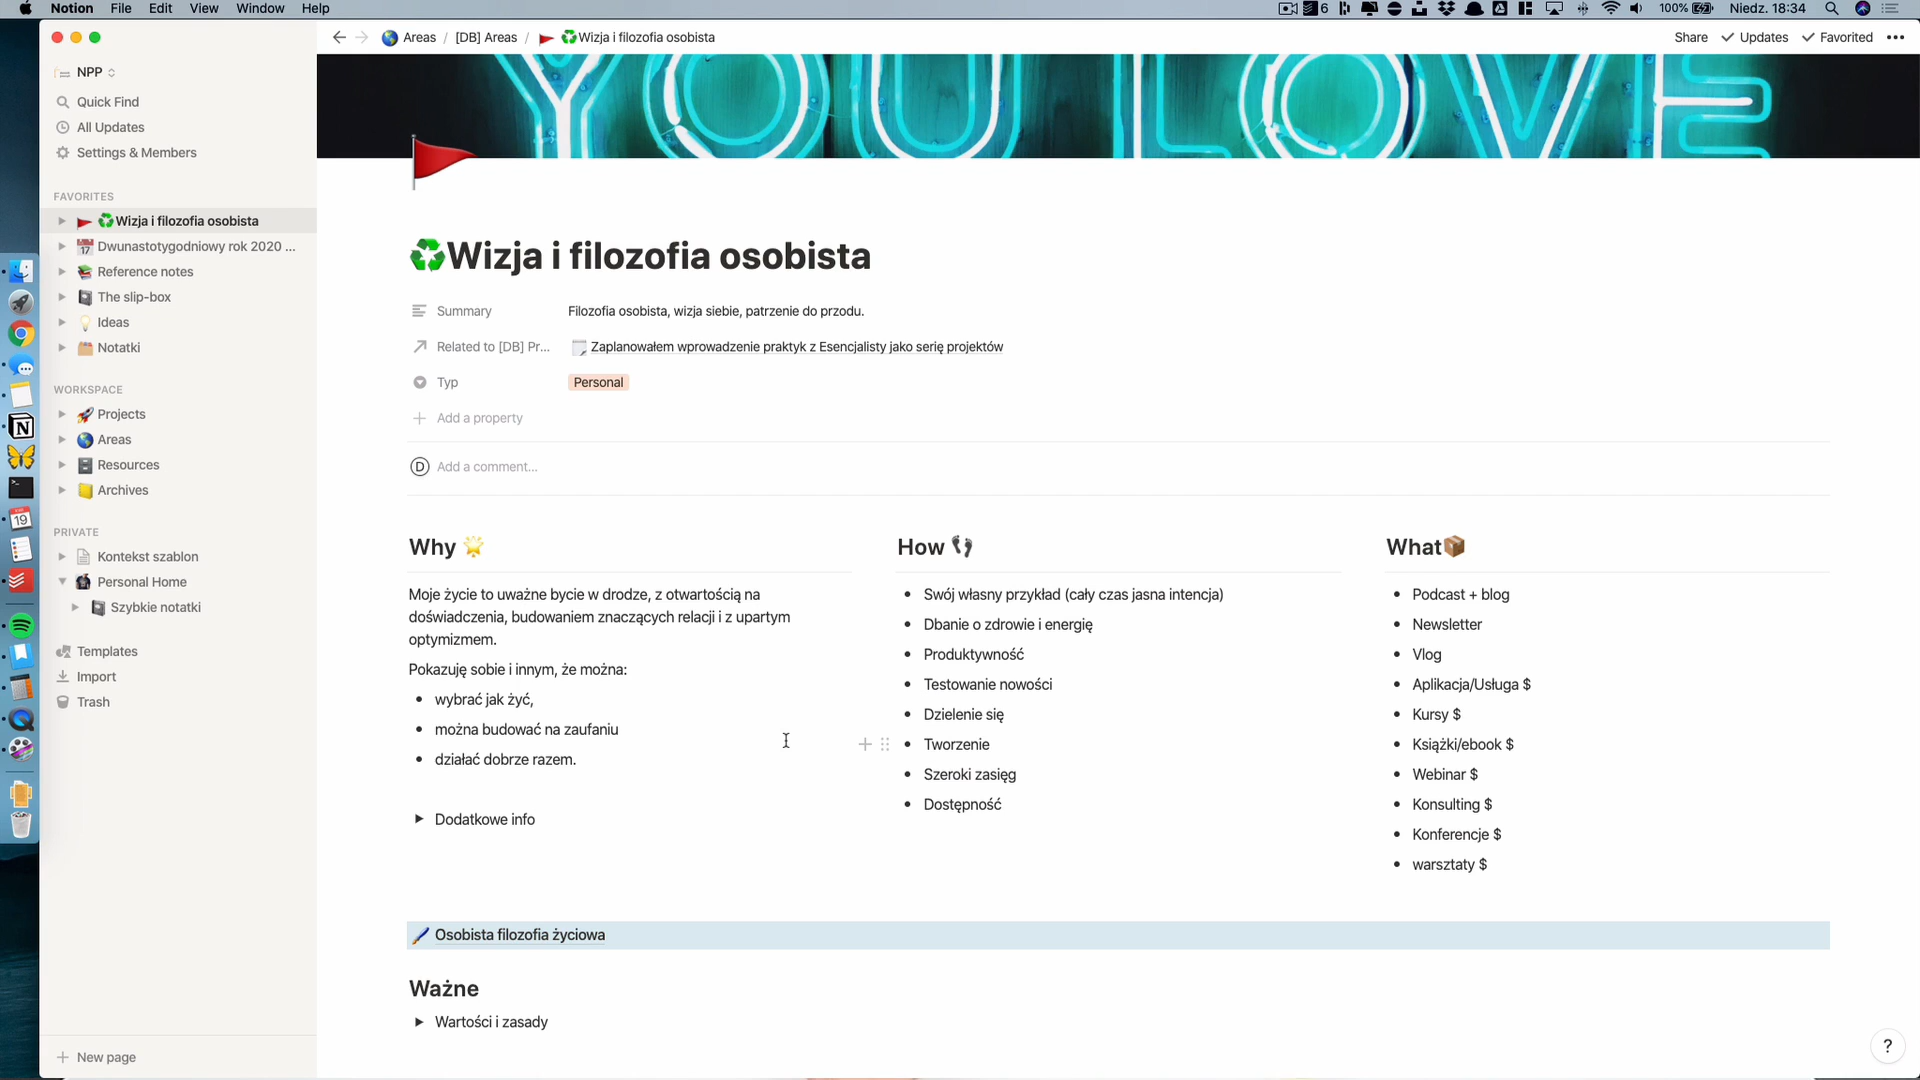 Notion File Edit View Window Help
6 100% Niedz. 18:34
NPP
Quick Find
All Updates
Settings & Members
FAVORITES
Wizja i filozofia osobista
Dwunastotygodniowy rok 2020 ...
Reference notes
The slip-box
Ideas
Notatki
WORKSPACE
Projects
Areas
Resources
Archives
PRIVATE
Kontekst szablon
Personal Home
Szybkie notatki
Templates
Import
Trash
New page
Areas / [DB] Areas / Wizja i filozofia osobista
Share Updates Favorited
YOU LOVE
Wizja i filozofia osobista
Summary Filozofia osobista, wizja siebie, patrzenie do przodu.
Related to [DB] Pr... Zaplanowałem wprowadzenie praktyk z Esencjalisty jako serię projektów
Typ Personal
Add a property
D Add a comment...
Why
Moje życie to uważne bycie w drodze, z otwartością na
doświadczenia, budowaniem znaczących relacji i z upartym
optymizmem.
Pokazuję sobie i innym, że można:
• wybrać jak żyć,
• można budować na zaufaniu
• działać dobrze razem.
Dodatkowe info
How
• Swój własny przykład (cały czas jasna intencja)
• Dbanie o zdrowie i energię
• Produktywność
• Testowanie nowości
• Dzielenie się
• Tworzenie
• Szeroki zasięg
• Dostępność
What
• Podcast + blog
• Newsletter
• Vlog
• Aplikacja/Usługa $
• Kursy $
• Książki/ebook $
• Webinar $
• Konsulting $
• Konferencje $
• warsztaty $
Osobista filozofia życiowa
Ważne
Wartości i zasady
?
19